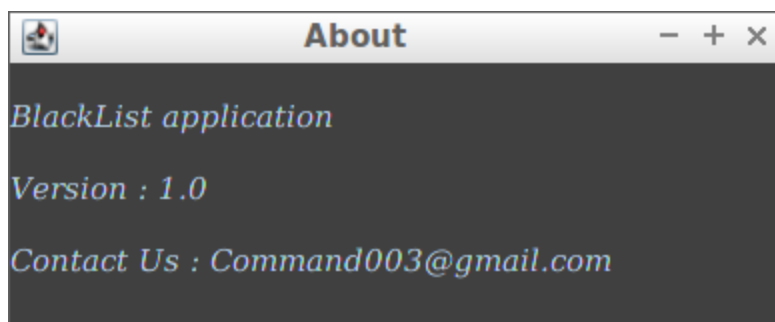 About
BlackList application
Version : 1.0
Contact Us : Command003@gmail.com